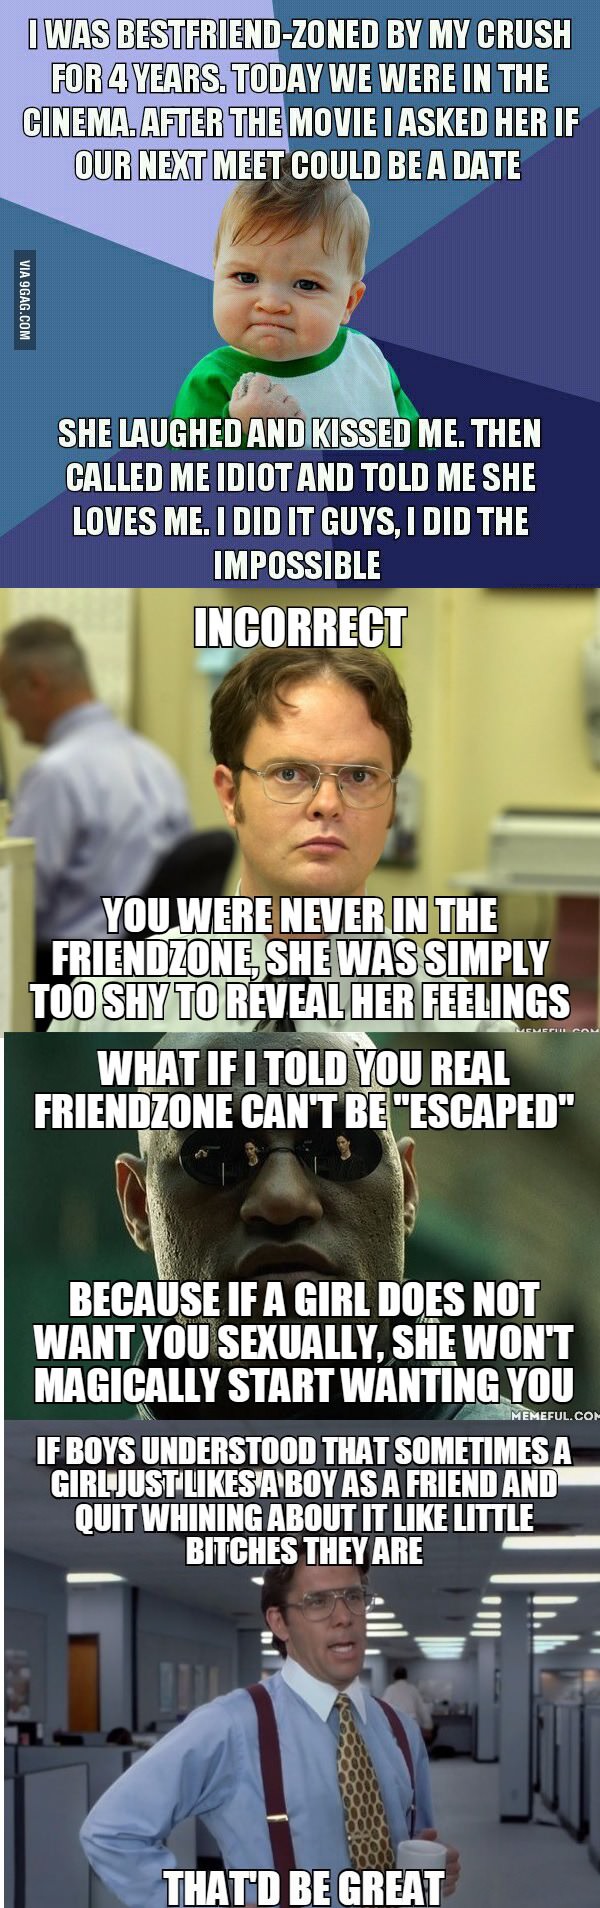 I WAS BESTFRIEND-ZONED BY MY CRUSH
FOR 4 YEARS. TODAY WE WERE IN THE
CINEMA. AFTER THE MOVIE I ASKED HER IF
OUR NEXT MEET COULD BE A DATE
VIA 9GAG.COM
SHE LAUGHED AND KISSED ME. THEN
CALLED ME IDIOT AND TOLD ME SHE
LOVES ME. I DID IT GUYS, I DID THE
IMPOSSIBLE
INCORRECT
YOU WERE NEVER IN THE
FRIENDZONE, SHE WAS SIMPLY
TOO SHY TO REVEAL HER FEELINGS
MEMEFUL.COM
WHAT IF I TOLD YOU REAL
FRIENDZONE CAN'T BE "ESCAPED"
BECAUSE IF A GIRL DOES NOT
WANT YOU SEXUALLY, SHE WON'T
MAGICALLY START WANTING YOU
MEMEFUL.COM
IF BOYS UNDERSTOOD THAT SOMETIMES A
GIRL JUST LIKES A BOY AS A FRIEND AND
QUIT WHINING ABOUT IT LIKE LITTLE
BITCHES THEY ARE
THAT'D BE GREAT